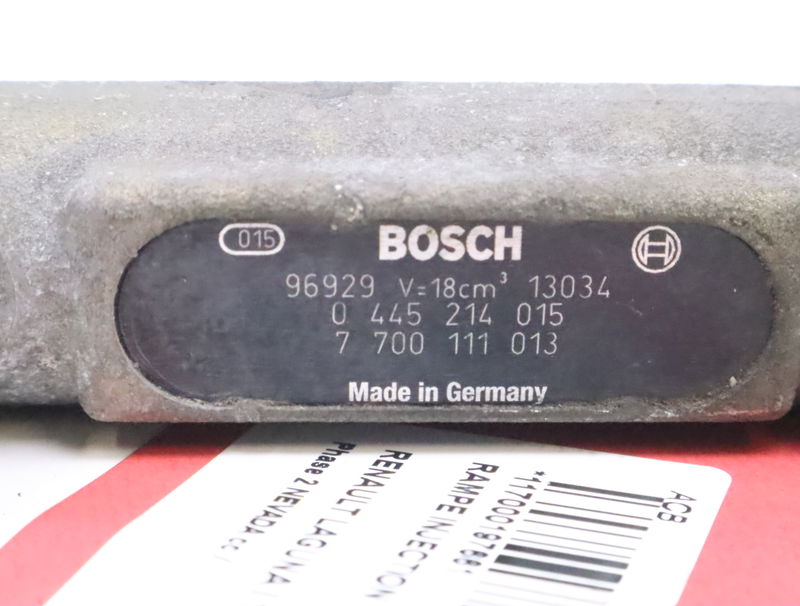 015
BOSCH
96929 V=18cm³ 13034
0 445 214 015
7 700 111 013
Made in Germany
ACB
RAMPE INJECTION
RENAULT LAGUNA
Phase 2 NEVADA